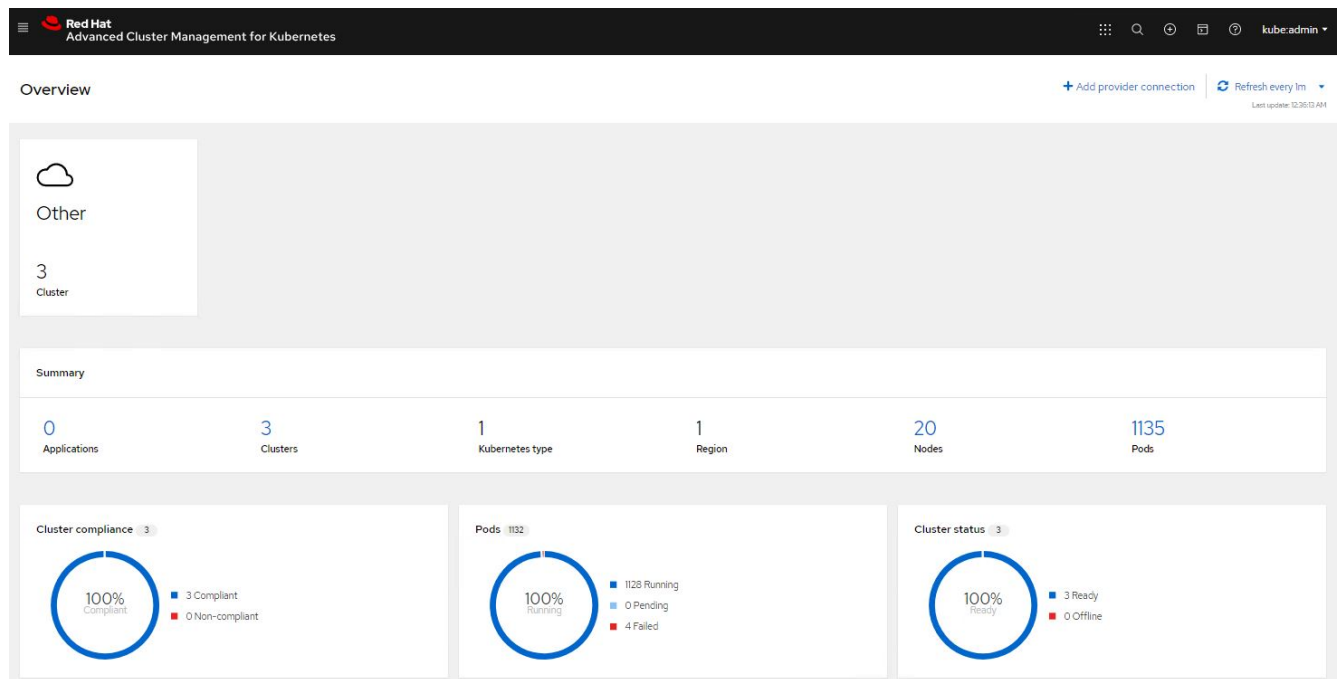 Red Hat
Advanced Cluster Management for Kubernetes
kube:admin
Overview
Add provider connection
Refresh every 1m
Last update: 12:36:13 AM
Other
3
Cluster
Summary
0 3 1 1 20 1135
Applications Clusters Kubernetes type Region Nodes Pods
Cluster compliance 3
100%
Compliant
3 Compliant
0 Non-compliant
Pods 1132
100%
Running
1128 Running
0 Pending
4 Failed
Cluster status 3
100%
Ready
3 Ready
0 Offline